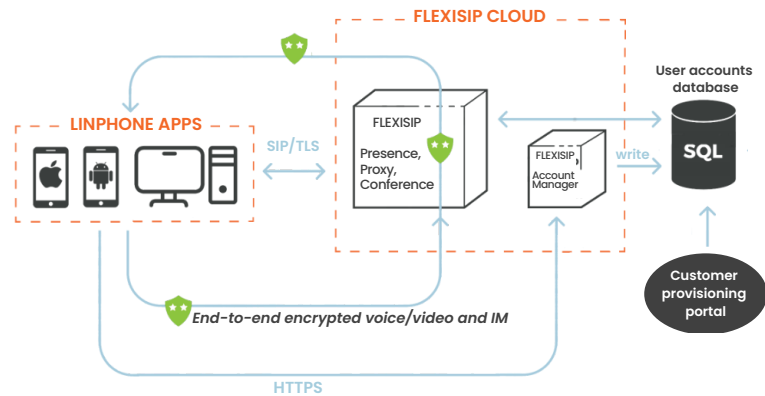 FLEXISIP CLOUD
User accounts
database
LINPHONE APPS
SIP/TLS
FLEXISIP
Presence,
Proxy,
Conference
FLEXISIP
Account
Manager
write
SQL
Customer
provisioning
portal
End-to-end encrypted voice/video and IM
HTTPS